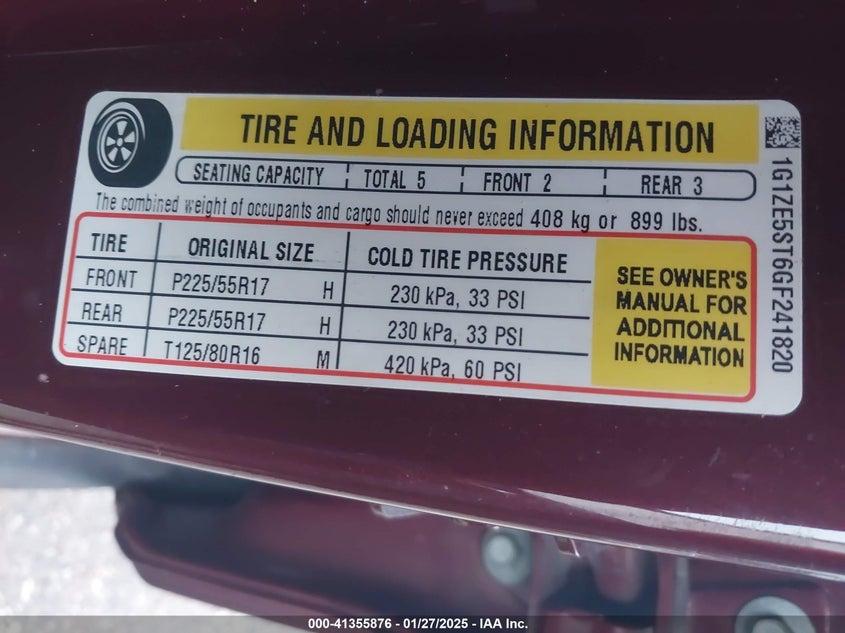 TIRE AND LOADING INFORMATION
SEATING CAPACITY TOTAL 5 FRONT 2 REAR 3
The combined weight of occupants and cargo should never exceed 408 kg or 899 lbs.
TIRE ORIGINAL SIZE COLD TIRE PRESSURE
FRONT P225/55R17 H 230 kPa, 33 PSI
REAR P225/55R17 H 230 kPa, 33 PSI
SPARE T125/80R16 M 420 kPa, 60 PSI
SEE OWNER'S
MANUAL FOR
ADDITIONAL
INFORMATION
1G1ZE5ST6GF241820
000-41355876 - 01/27/2025 - IAA Inc.